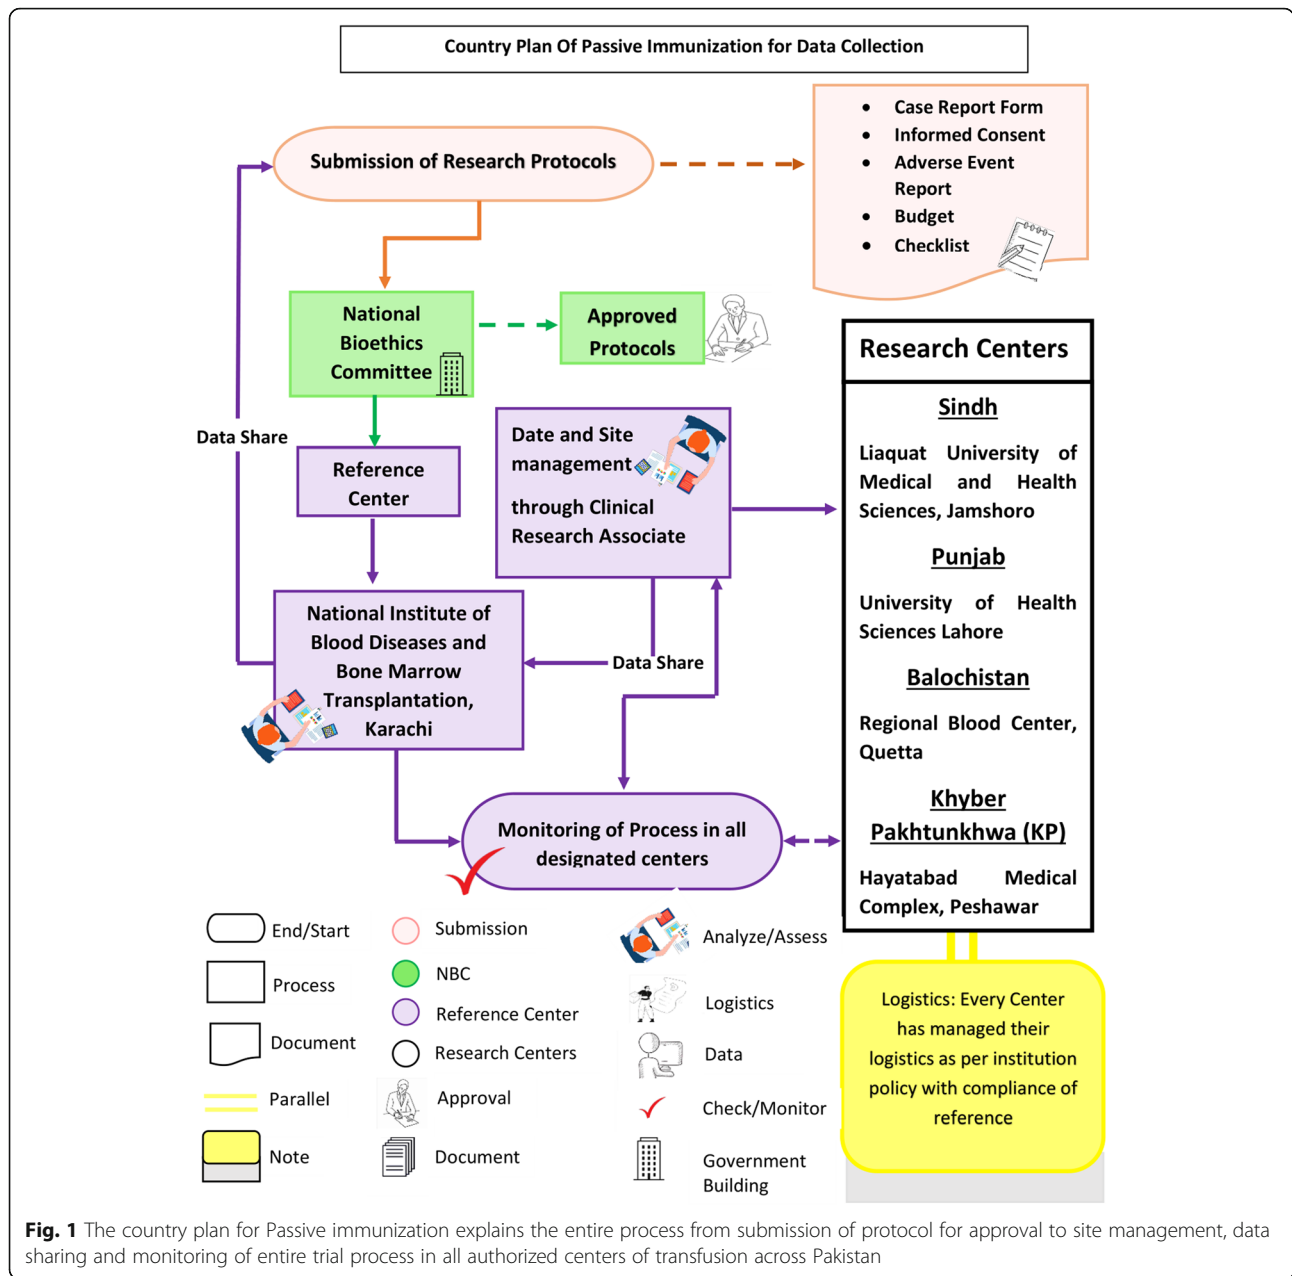 Country Plan Of Passive Immunization for Data Collection
Submission of Research Protocols
• Case Report Form
• Informed Consent
• Adverse Event
Report
• Budget
• Checklist
National
Bioethics
Committee
Approved
Protocols
Data Share
Reference
Center
Date and Site
management
through Clinical
Research Associate
National Institute of
Blood Diseases and
Bone Marrow
Transplantation,
Karachi
Data Share
Monitoring of Process in all
designated centers
Research Centers
Sindh
Liaquat University of
Medical and Health
Sciences, Jamshoro
Punjab
University of Health
Sciences Lahore
Balochistan
Regional Blood Center,
Quetta
Khyber
Pakhtunkhwa (KP)
Hayatabad Medical
Complex, Peshawar
Logistics: Every Center
has managed their
logistics as per institution
policy with compliance of
reference
End/Start
Process
Document
Parallel
Note
Submission
NBC
Reference Center
Research Centers
Approval
Document
Analyze/Assess
Logistics
Data
Check/Monitor
Government
Building
Fig. 1 The country plan for Passive immunization explains the entire process from submission of protocol for approval to site management, data
sharing and monitoring of entire trial process in all authorized centers of transfusion across Pakistan